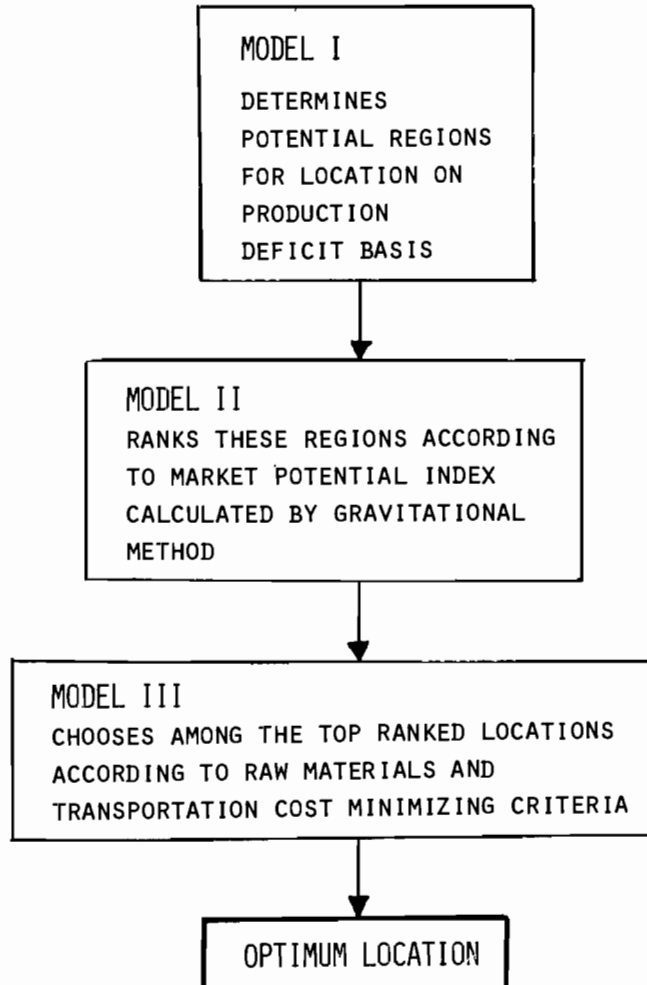 MODEL I
DETERMINES
POTENTIAL REGIONS
FOR LOCATION ON
PRODUCTION
DEFICIT BASIS
MODEL II
RANKS THESE REGIONS ACCORDING
TO MARKET POTENTIAL INDEX
CALCULATED BY GRAVITATIONAL
METHOD
MODEL III
CHOOSES AMONG THE TOP RANKED LOCATIONS
ACCORDING TO RAW MATERIALS AND
TRANSPORTATION COST MINIMIZING CRITERIA
OPTIMUM LOCATION